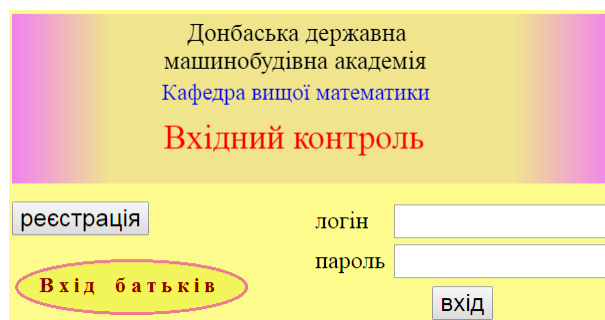 Донбаська державна
машинобудівна академія
Кафедра вищої математики
Вхідний контроль
реєстрація
логін
пароль
Вхід батьків
вхід